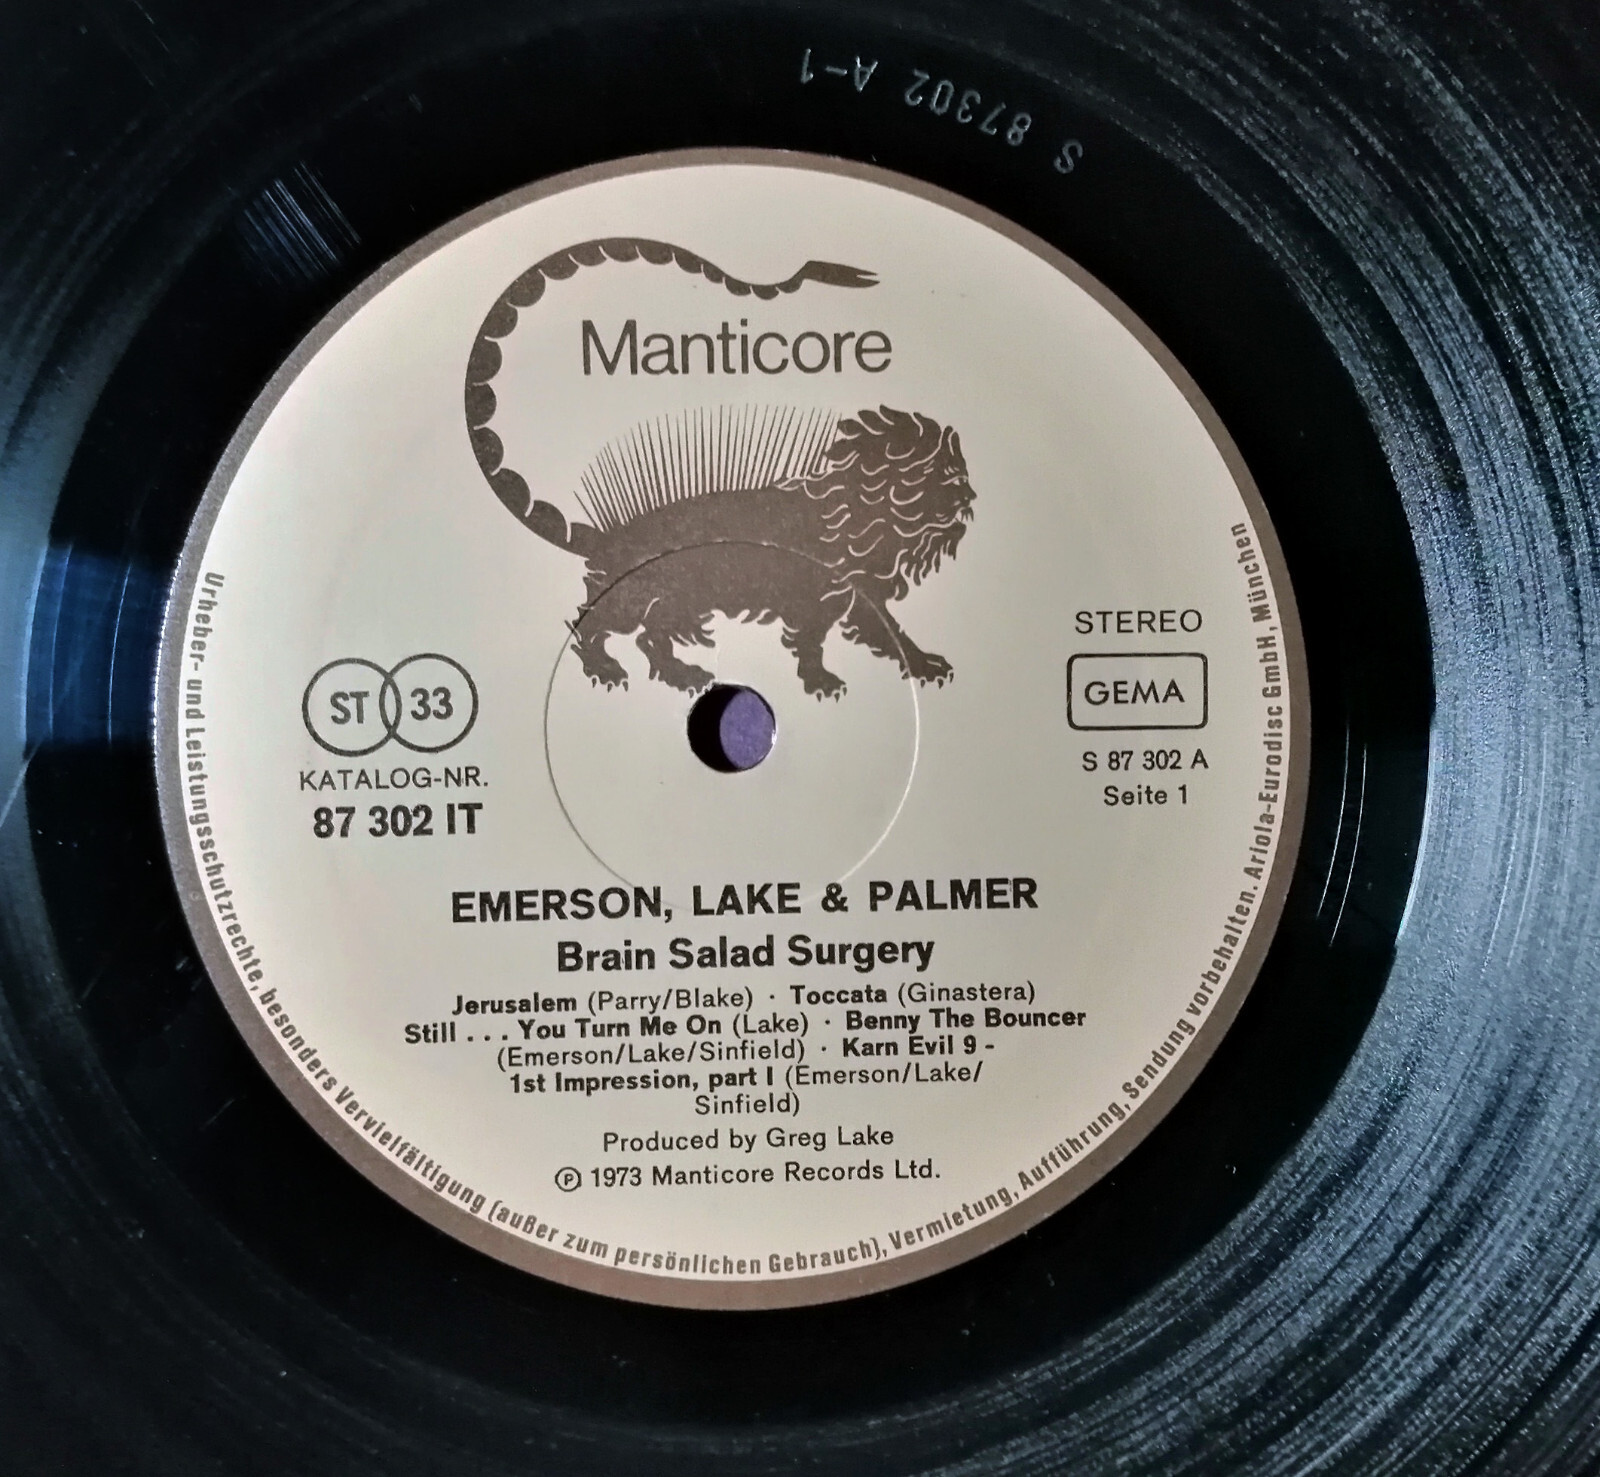 S 87302 A-1
Manticore
STEREO
ST 33
GEMA
KATALOG-NR.
87 302 IT
S 87 302 A
Seite 1
EMERSON, LAKE & PALMER
Brain Salad Surgery
Jerusalem (Parry/Blake) · Toccata (Ginastera)
Still . . . You Turn Me On (Lake) · Benny The Bouncer
(Emerson/Lake/Sinfield) · Karn Evil 9 -
1st Impression, part I (Emerson/Lake/
Sinfield)
Produced by Greg Lake
℗ 1973 Manticore Records Ltd.
Urheber- und Leistungsschutzrechte, besonders Vervielfältigung (außer zum persönlichen Gebrauch), Vermietung, Aufführung, Sendung vorbehalten. Ariola-Eurodisc GmbH, München